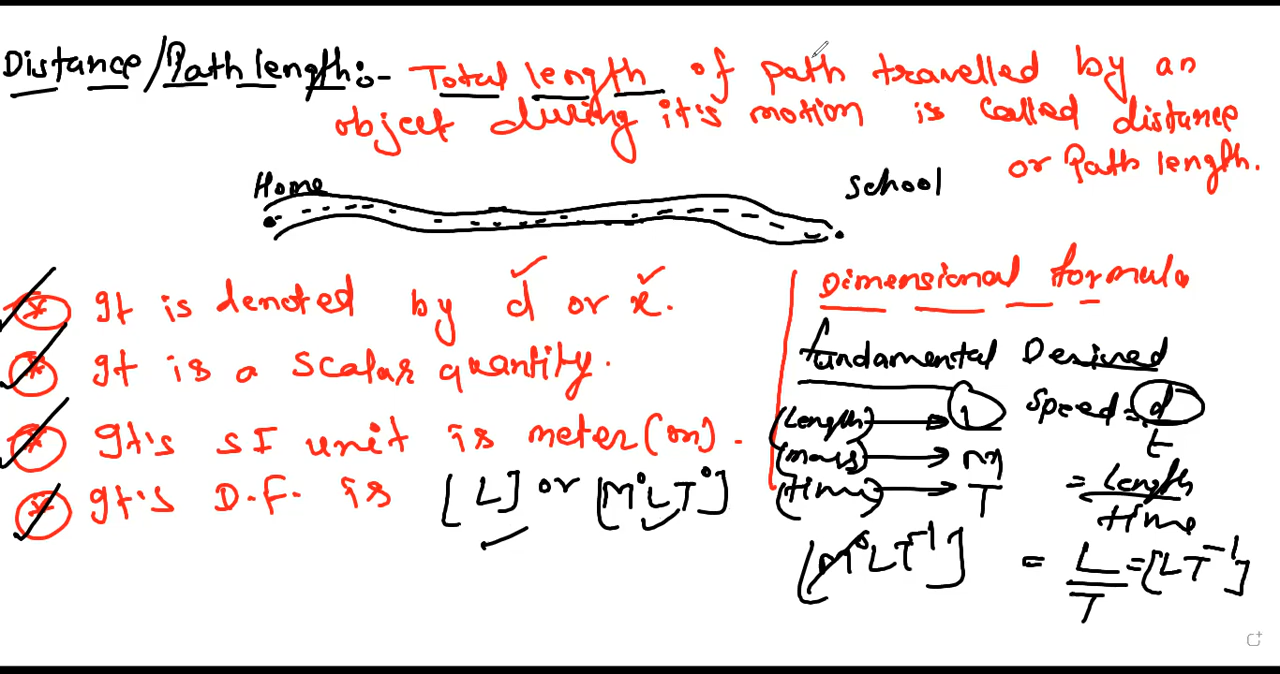 Distance/Path length:- Total length of path travelled by an
object during it's motion is called distance
or Path length.
Home
School
* It is denoted by d or x.
* It is a scalar quantity.
* It's SI unit is meter(m).
* It's D.F. is [L] or [M⁰LT⁰]
Dimensional formula
fundamental Derived
(Length) → L Speed = d/t
(mass) → M
(time) → T = Length/time
[M⁰LT⁻¹] = L/T = [LT⁻¹]